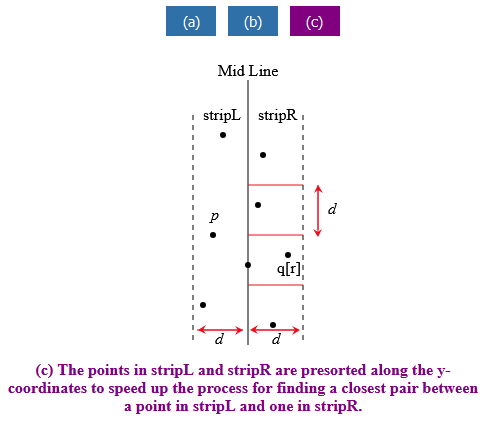 (a) (b) (c)
Mid Line
stripL stripR
d
p
q[r]
d d
(c) The points in stripL and stripR are presorted along the y-
coordinates to speed up the process for finding a closest pair between
a point in stripL and one in stripR.